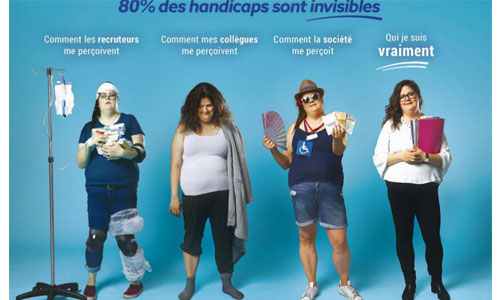 80% des handicaps sont invisibles
Comment les recruteurs
me perçoivent
Comment mes collègues
me perçoivent
Comment la société
me perçoit
Qui je suis
vraiment